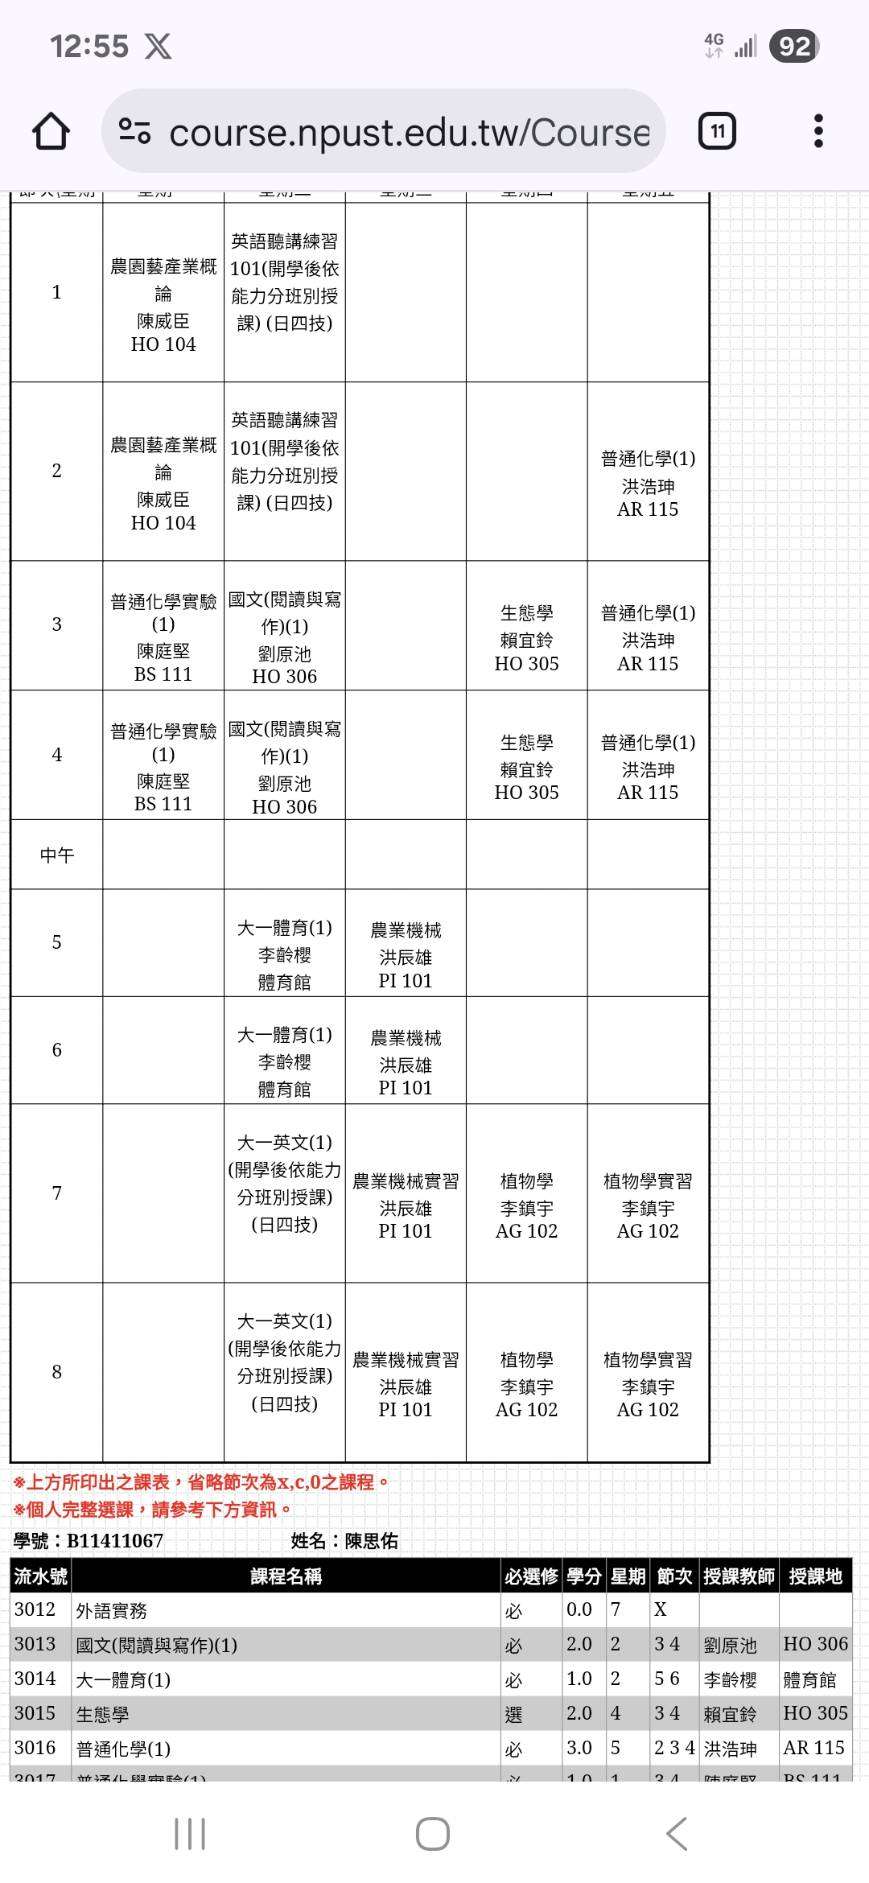 12:55
4G
92
course.npust.edu.tw/Course
11
1
農園藝產業概
論
陳威臣
HO 104
英語聽講練習
101(開學後依
能力分班別授
課) (日四技)
2
農園藝產業概
論
陳威臣
HO 104
英語聽講練習
101(開學後依
能力分班別授
課) (日四技)
普通化學(1)
洪浩珅
AR 115
3
普通化學實驗
(1)
陳庭堅
BS 111
國文(閱讀與寫
作)(1)
劉原池
HO 306
生態學
賴宜鈴
HO 305
普通化學(1)
洪浩珅
AR 115
4
普通化學實驗
(1)
陳庭堅
BS 111
國文(閱讀與寫
作)(1)
劉原池
HO 306
生態學
賴宜鈴
HO 305
普通化學(1)
洪浩珅
AR 115
中午
5
大一體育(1)
李齡櫻
體育館
農業機械
洪辰雄
PI 101
6
大一體育(1)
李齡櫻
體育館
農業機械
洪辰雄
PI 101
7
大一英文(1)
(開學後依能力
分班別授課)
(日四技)
農業機械實習
洪辰雄
PI 101
植物學
李鎮宇
AG 102
植物學實習
李鎮宇
AG 102
8
大一英文(1)
(開學後依能力
分班別授課)
(日四技)
農業機械實習
洪辰雄
PI 101
植物學
李鎮宇
AG 102
植物學實習
李鎮宇
AG 102
※上方所印出之課表，省略節次為x,c,0之課程。
※個人完整選課，請參考下方資訊。
學號：B11411067 姓名：陳思佑
流水號 課程名稱 必選修 學分 星期 節次 授課教師 授課地
3012 外語實務 必 0.0 7 X
3013 國文(閱讀與寫作)(1) 必 2.0 2 3 4 劉原池 HO 306
3014 大一體育(1) 必 1.0 2 5 6 李齡櫻 體育館
3015 生態學 選 2.0 4 3 4 賴宜鈴 HO 305
3016 普通化學(1) 必 3.0 5 2 3 4 洪浩珅 AR 115
3017 普通化學實驗(1) 必 1.0 1 3 4 陳庭堅 BS 111